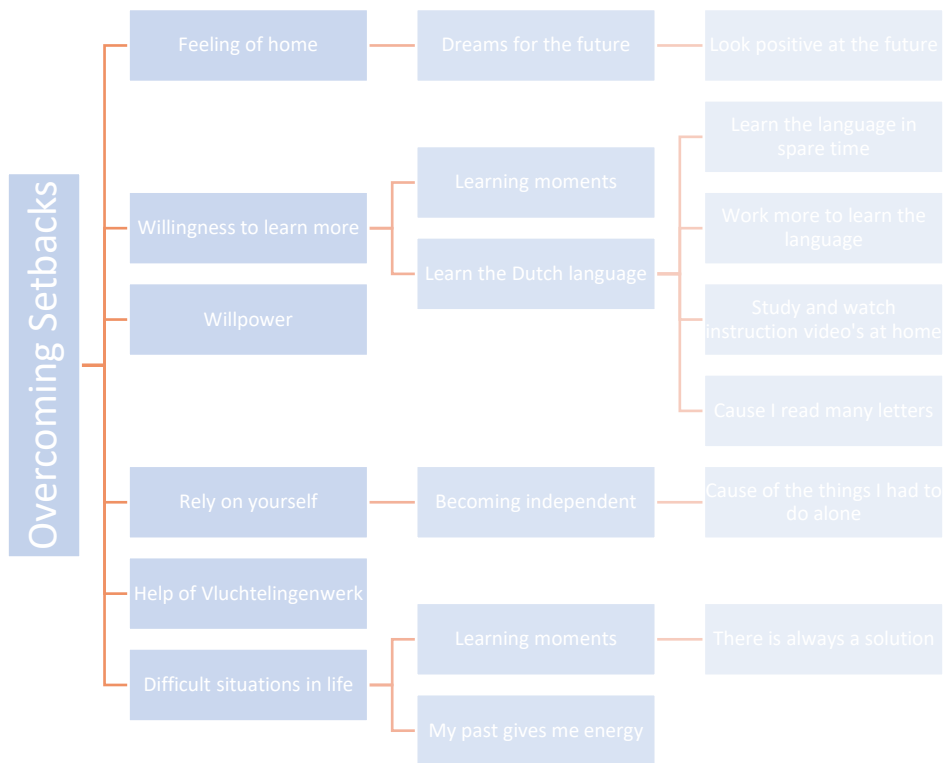 Overcoming Setbacks
Feeling of home
Dreams for the future
Look positive at the future
Willingness to learn more
Learning moments
Learn the Dutch language
Learn the language in
spare time
Work more to learn the
language
Study and watch
instruction video's at home
Cause I read many letters
Willpower
Rely on yourself
Becoming independent
Cause of the things I had to
do alone
Help of Vluchtelingenwerk
Difficult situations in life
Learning moments
There is always a solution
My past gives me energy